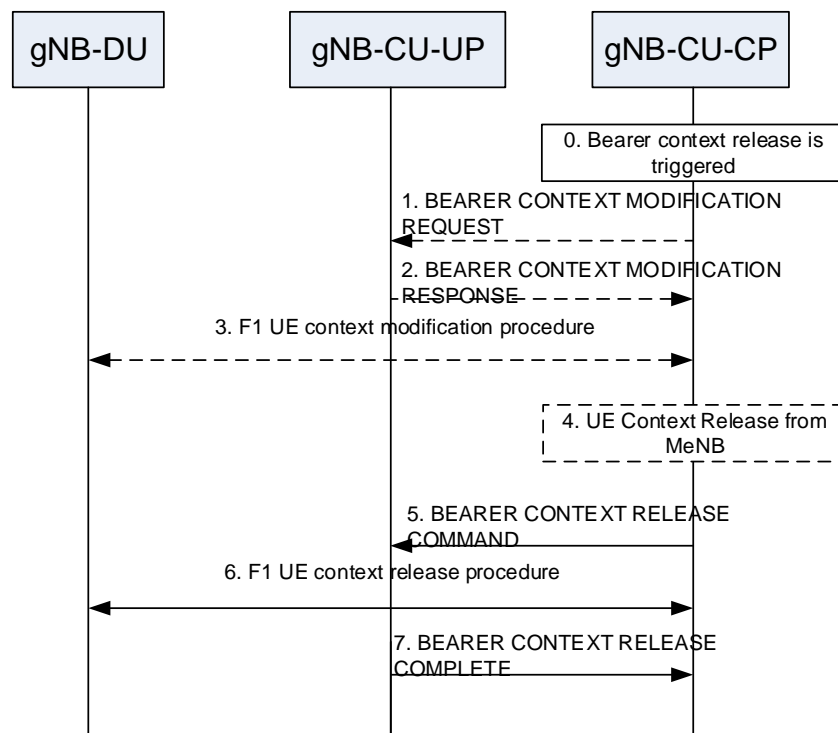 gNB-DU
gNB-CU-UP
gNB-CU-CP
0. Bearer context release is
triggered
1. BEARER CONTEXT MODIFICATION
REQUEST
2. BEARER CONTEXT MODIFICATION
RESPONSE
3. F1 UE context modification procedure
4. UE Context Release from
MeNB
5. BEARER CONTEXT RELEASE
COMMAND
6. F1 UE context release procedure
7. BEARER CONTEXT RELEASE
COMPLETE